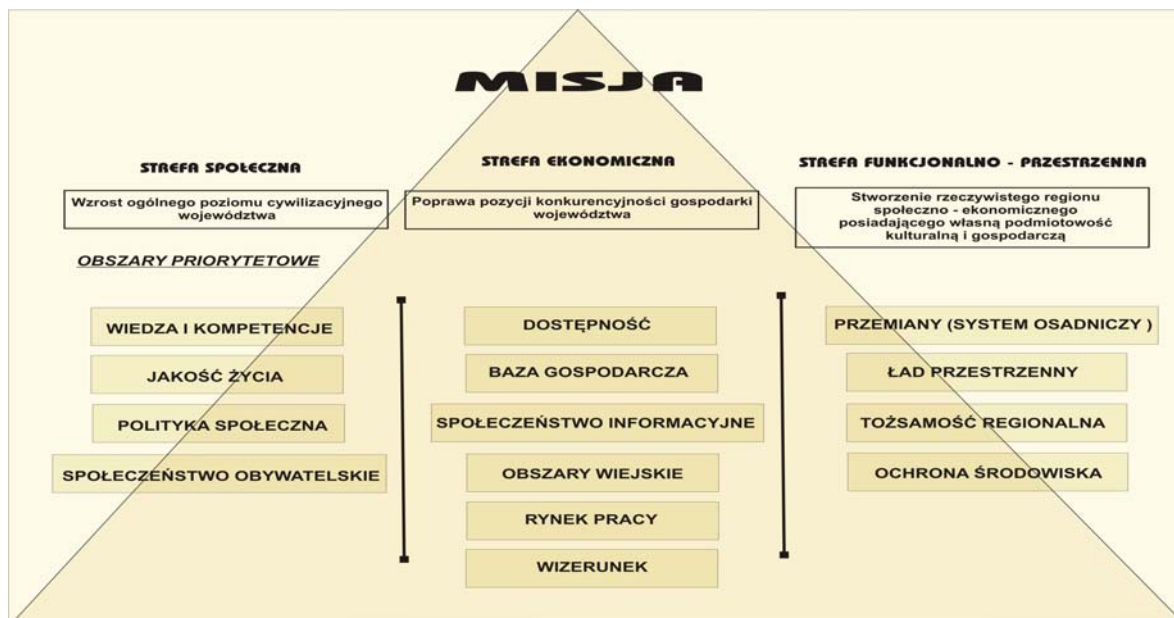 MISJA
STREFA SPOŁECZNA
Wzrost ogólnego poziomu cywilizacyjnego
województwa
OBSZARY PRIORYTETOWE
WIEDZA I KOMPETENCJE
JAKOŚĆ ŻYCIA
POLITYKA SPOŁECZNA
SPOŁECZEŃSTWO OBYWATELSKIE
STREFA EKONOMICZNA
Poprawa pozycji konkurencyjności gospodarki
województwa
DOSTĘPNOŚĆ
BAZA GOSPODARCZA
SPOŁECZEŃSTWO INFORMACYJNE
OBSZARY WIEJSKIE
RYNEK PRACY
WIZERUNEK
STREFA FUNKCJONALNO - PRZESTRZENNA
Stworzenie rzeczywistego regionu
społeczno - ekonomicznego
posiadającego własną podmiotowość
kulturalną i gospodarczą
PRZEMIANY (SYSTEM OSADNICZY )
ŁAD PRZESTRZENNY
TOŻSAMOŚĆ REGIONALNA
OCHRONA ŚRODOWISKA